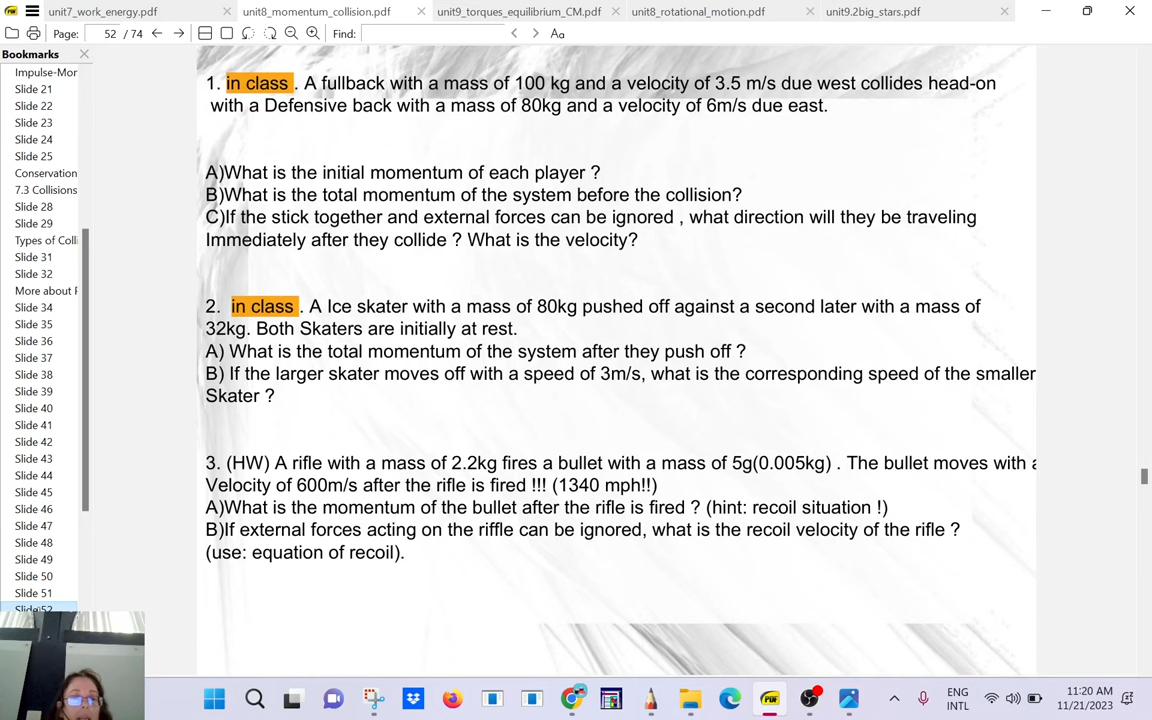 unit7_work_energy.pdf
unit8_momentum_collision.pdf
unit9_torques_equilibrium_CM.pdf
unit8_rotational_motion.pdf
unit9.2big_stars.pdf
Page: 52 / 74
Find:
Aa
Bookmarks
Impulse-Mor
Slide 21
Slide 22
Slide 23
Slide 24
Slide 25
Conservation
7.3 Collisions
Slide 28
Slide 29
Types of Colli
Slide 31
Slide 32
More about F
Slide 34
Slide 35
Slide 36
Slide 37
Slide 38
Slide 39
Slide 40
Slide 41
Slide 42
Slide 43
Slide 44
Slide 45
Slide 46
Slide 47
Slide 48
Slide 49
Slide 50
Slide 51
Slide 52
1. in class . A fullback with a mass of 100 kg and a velocity of 3.5 m/s due west collides head-on
with a Defensive back with a mass of 80kg and a velocity of 6m/s due east.
A)What is the initial momentum of each player ?
B)What is the total momentum of the system before the collision?
C)If the stick together and external forces can be ignored , what direction will they be traveling
Immediately after they collide ? What is the velocity?
2. in class . A Ice skater with a mass of 80kg pushed off against a second later with a mass of
32kg. Both Skaters are initially at rest.
A) What is the total momentum of the system after they push off ?
B) If the larger skater moves off with a speed of 3m/s, what is the corresponding speed of the smaller
Skater ?
3. (HW) A rifle with a mass of 2.2kg fires a bullet with a mass of 5g(0.005kg) . The bullet moves with a
Velocity of 600m/s after the rifle is fired !!! (1340 mph!!)
A)What is the momentum of the bullet after the rifle is fired ? (hint: recoil situation !)
B)If external forces acting on the riffle can be ignored, what is the recoil velocity of the rifle ?
(use: equation of recoil).
PDF
ENG
INTL
11:20 AM
11/21/2023